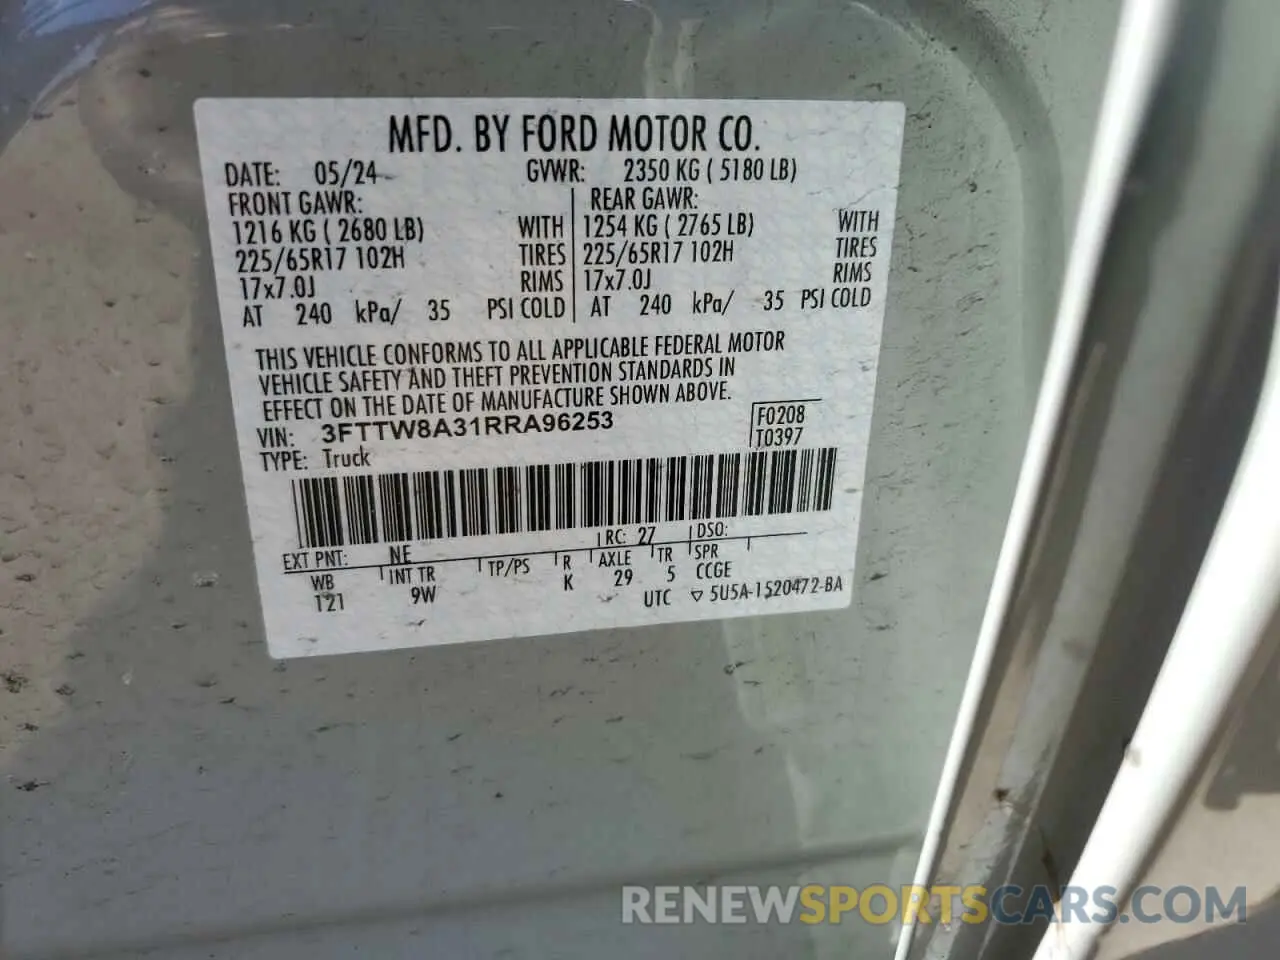 MFD. BY FORD MOTOR CO.
DATE: 05/24 GVWR: 2350 KG ( 5180 LB)
FRONT GAWR: REAR GAWR:
1216 KG ( 2680 LB) WITH 1254 KG ( 2765 LB) WITH
225/65R17 102H TIRES 225/65R17 102H TIRES
17x7.0J RIMS 17x7.0J RIMS
AT 240 kPa/ 35 PSI COLD AT 240 kPa/ 35 PSI COLD
THIS VEHICLE CONFORMS TO ALL APPLICABLE FEDERAL MOTOR
VEHICLE SAFETY AND THEFT PREVENTION STANDARDS IN
EFFECT ON THE DATE OF MANUFACTURE SHOWN ABOVE.
VIN: 3FTTW8A31RRA96253 F0208
TYPE: Truck T0397
EXT PNT: NE RC: 27 DSO:
WB INT TR TP/PS R AXLE TR SPR
121 9W K 29 5 CCGE
UTC ▽ 5U5A-1520472-BA
RENEWSPORTSCARS.COM